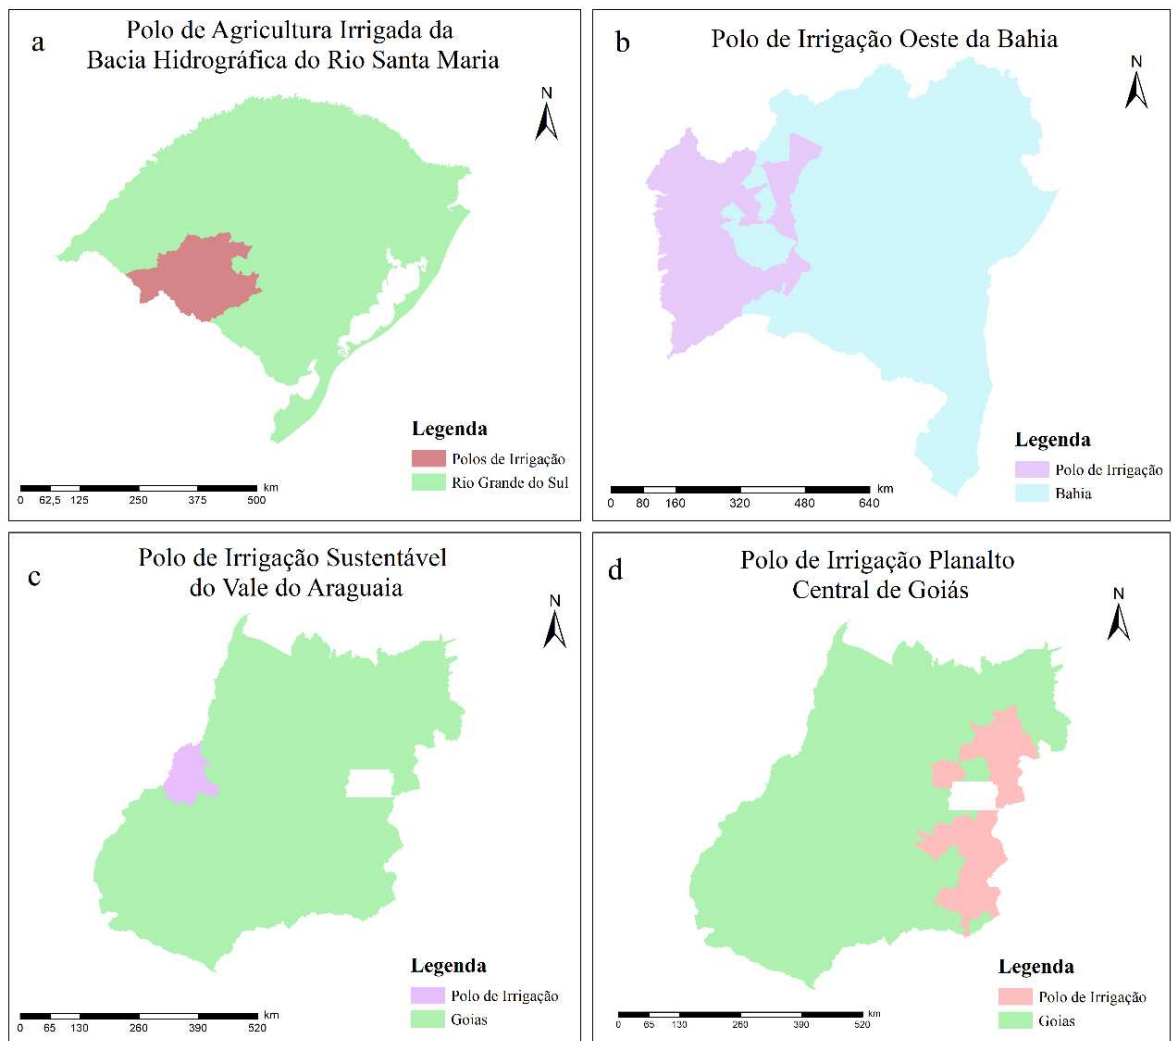 a
Polo de Agricultura Irrigada da
Bacia Hidrográfica do Rio Santa Maria
N
Legenda
Polos de Irrigação
Rio Grande do Sul
km
0 62,5 125 250 375 500
b
Polo de Irrigação Oeste da Bahia
N
Legenda
Polo de Irrigação
Bahia
km
0 80 160 320 480 640
c
Polo de Irrigação Sustentável
do Vale do Araguaia
N
Legenda
Polo de Irrigação
Goias
km
0 65 130 260 390 520
d
Polo de Irrigação Planalto
Central de Goiás
N
Legenda
Polo de Irrigação
Goias
km
0 65 130 260 390 520